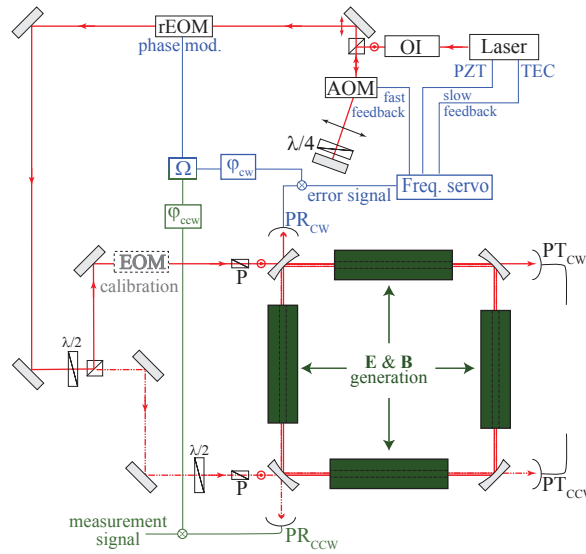 rEOM
phase mod.
OI
Laser
PZT
TEC
AOM
fast
feedback
slow
feedback
λ/4
Ω
φcw
φccw
error signal
Freq. servo
PRCW
EOM
calibration
P
PTCW
λ/2
E & B
generation
λ/2
P
PTCCW
measurement
signal
PRCCW